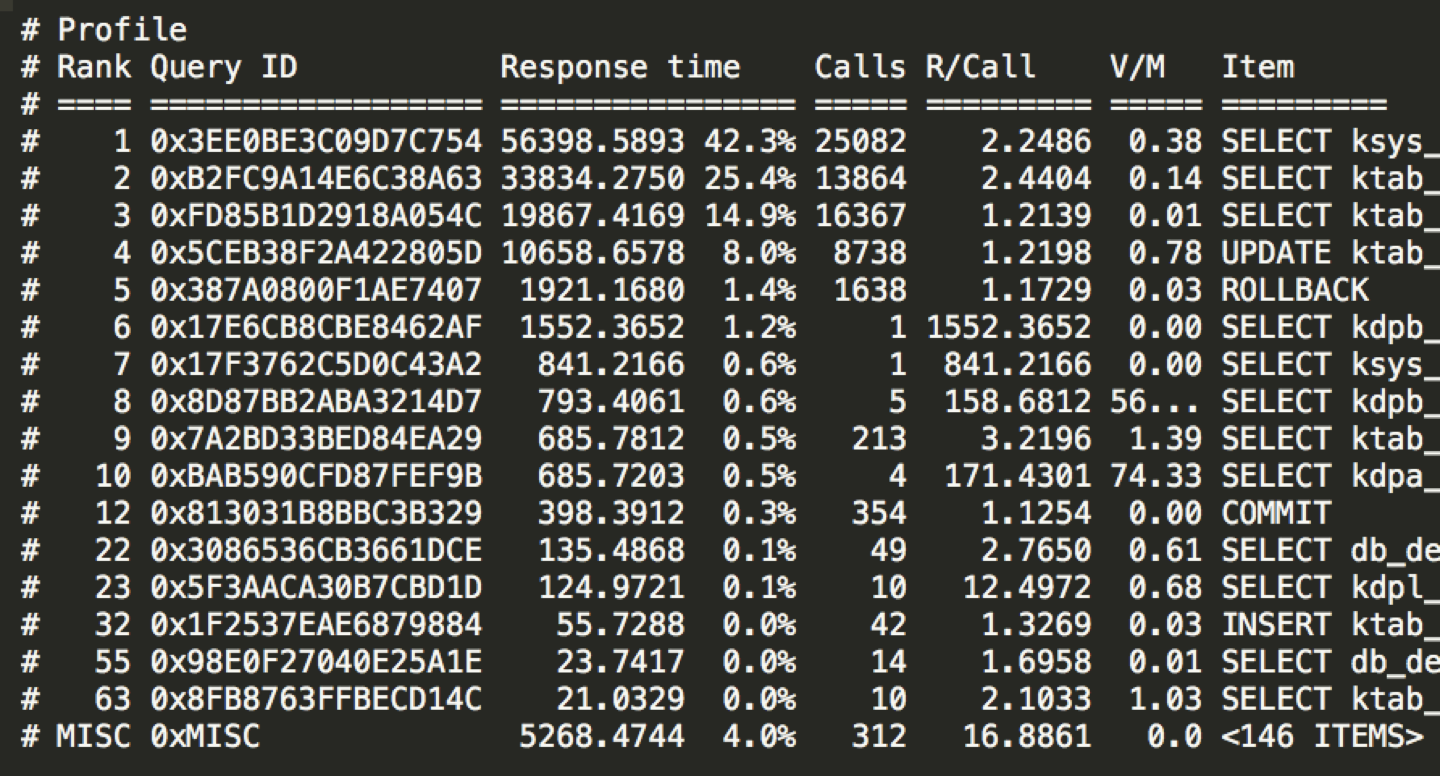 # Profile
# Rank Query ID           Response time    Calls R/Call    V/M   Item
# ==== ================== ================ ===== ========= ===== =========
#    1 0x3EE0BE3C09D7C754 56398.5893 42.3% 25082    2.2486  0.38 SELECT ksys_
#    2 0xB2FC9A14E6C38A63 33834.2750 25.4% 13864    2.4404  0.14 SELECT ktab_
#    3 0xFD85B1D2918A054C 19867.4169 14.9% 16367    1.2139  0.01 SELECT ktab_
#    4 0x5CEB38F2A422805D 10658.6578  8.0%  8738    1.2198  0.78 UPDATE ktab_
#    5 0x387A0800F1AE7407  1921.1680  1.4%  1638    1.1729  0.03 ROLLBACK
#    6 0x17E6CB8CBE8462AF  1552.3652  1.2%     1 1552.3652  0.00 SELECT kdpb_
#    7 0x17F3762C5D0C43A2   841.2166  0.6%     1  841.2166  0.00 SELECT ksys_
#    8 0x8D87BB2ABA3214D7   793.4061  0.6%     5  158.6812 56... SELECT kdpb_
#    9 0x7A2BD33BED84EA29   685.7812  0.5%   213    3.2196  1.39 SELECT ktab_
#   10 0xBAB590CFD87FEF9B   685.7203  0.5%     4  171.4301 74.33 SELECT kdpa_
#   12 0x813031B8BBC3B329   398.3912  0.3%   354    1.1254  0.00 COMMIT
#   22 0x3086536CB3661DCE   135.4868  0.1%    49    2.7650  0.61 SELECT db_de
#   23 0x5F3AACA30B7CBD1D   124.9721  0.1%    10   12.4972  0.68 SELECT kdpl_
#   32 0x1F2537EAE6879884    55.7288  0.0%    42    1.3269  0.03 INSERT ktab_
#   55 0x98E0F27040E25A1E    23.7417  0.0%    14    1.6958  0.01 SELECT db_de
#   63 0x8FB8763FFBECD14C    21.0329  0.0%    10    2.1033  1.03 SELECT ktab_
# MISC 0xMISC              5268.4744  4.0%   312   16.8861   0.0 <146 ITEMS>